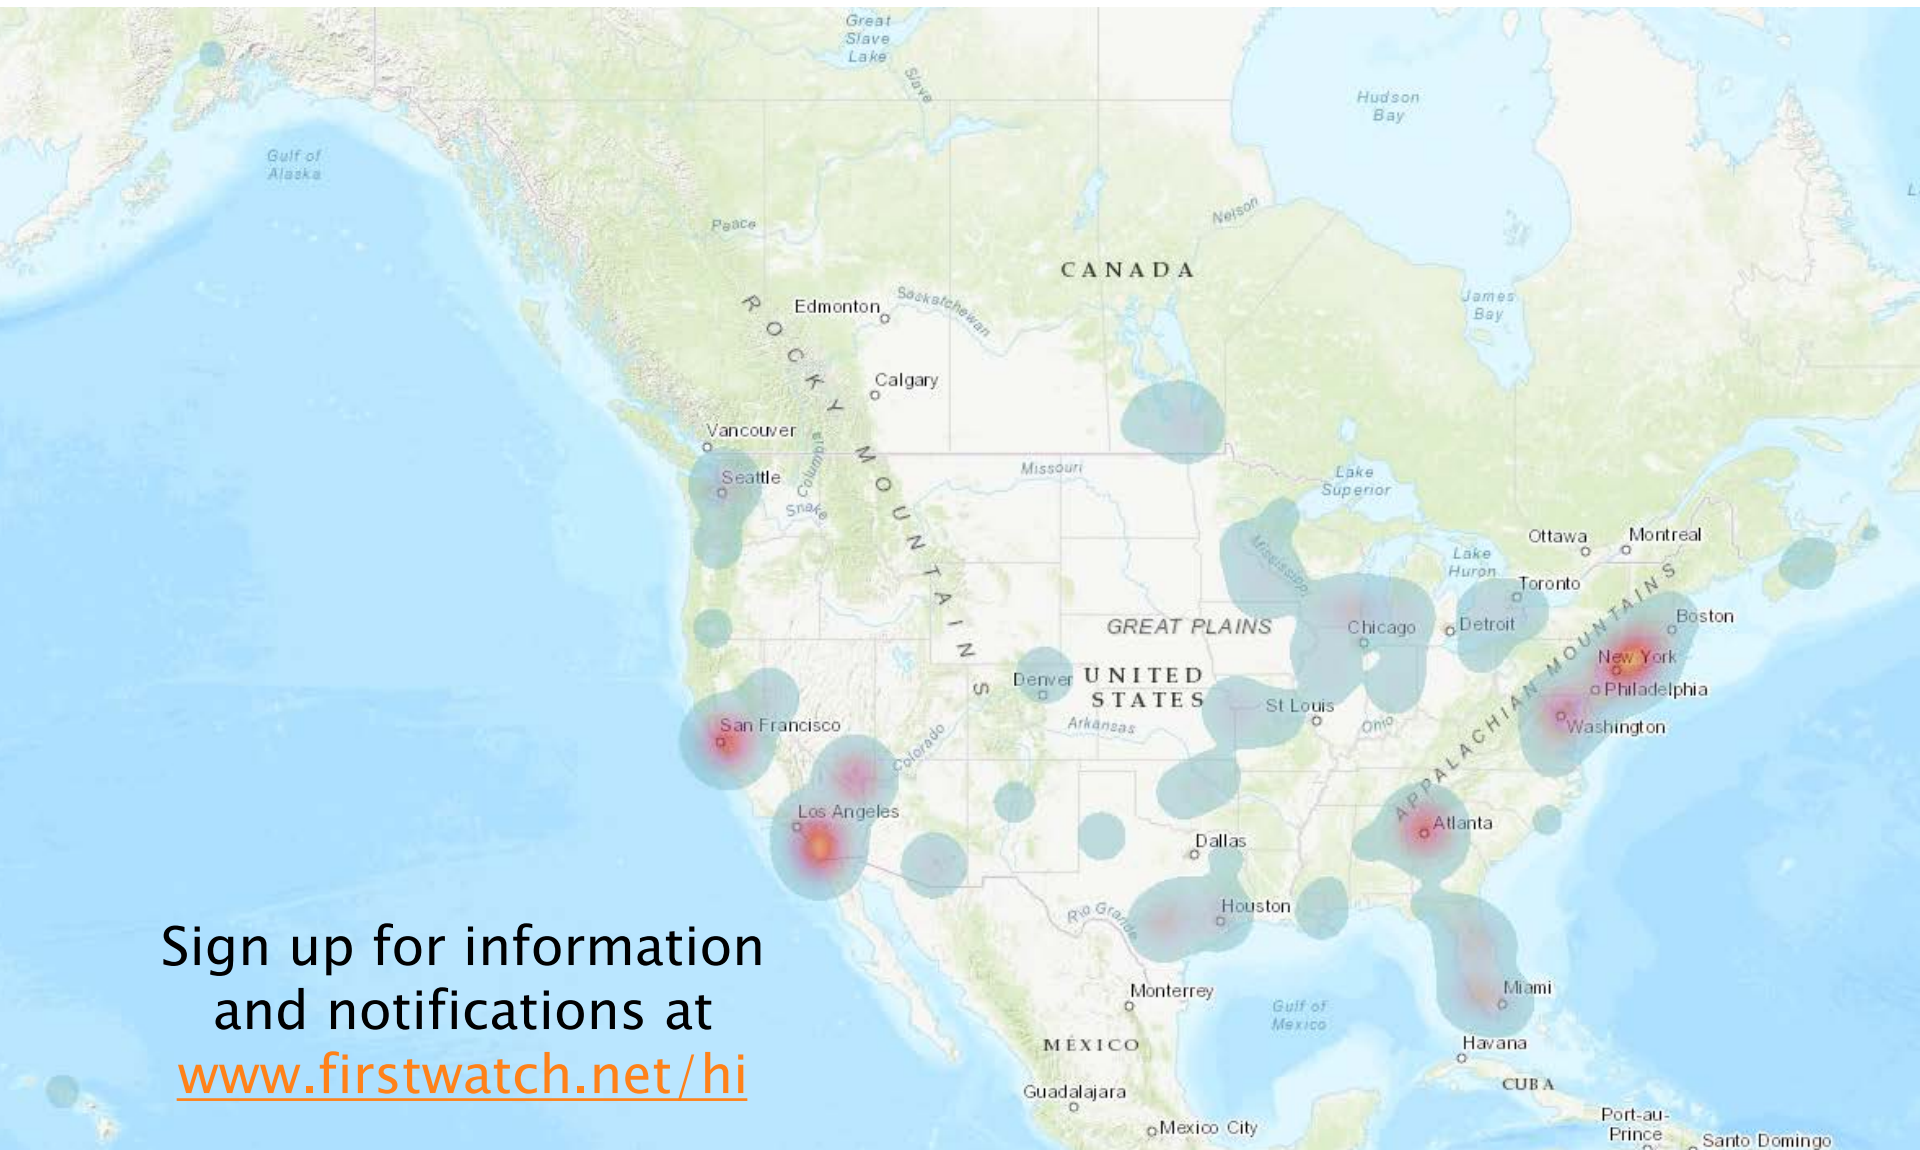 Great
Slave
Lake
Slave
Hudson
Bay
Gulf of
Alaska
Peace
Nelson
CANADA
ROCKY MOUNTAINS
Edmonton
Saskatchewan
James
Bay
Calgary
Vancouver
Columbia
Seattle
Snake
Missouri
Lake
Superior
Mississippi
Ottawa
Montreal
Lake
Huron
Toronto
APPALACHIAN MOUNTAINS
Boston
GREAT PLAINS
Chicago
Detroit
New York
Denver
UNITED
STATES
Philadelphia
St Louis
San Francisco
Arkansas
Ohio
Washington
Colorado
Los Angeles
Atlanta
Dallas
Rio Grande
Houston
Sign up for information
and notifications at
www.firstwatch.net/hi
Monterrey
Gulf of
Mexico
Miami
MÉXICO
Havana
CUBA
Guadalajara
Mexico City
Port-au-
Prince
Santo Domingo